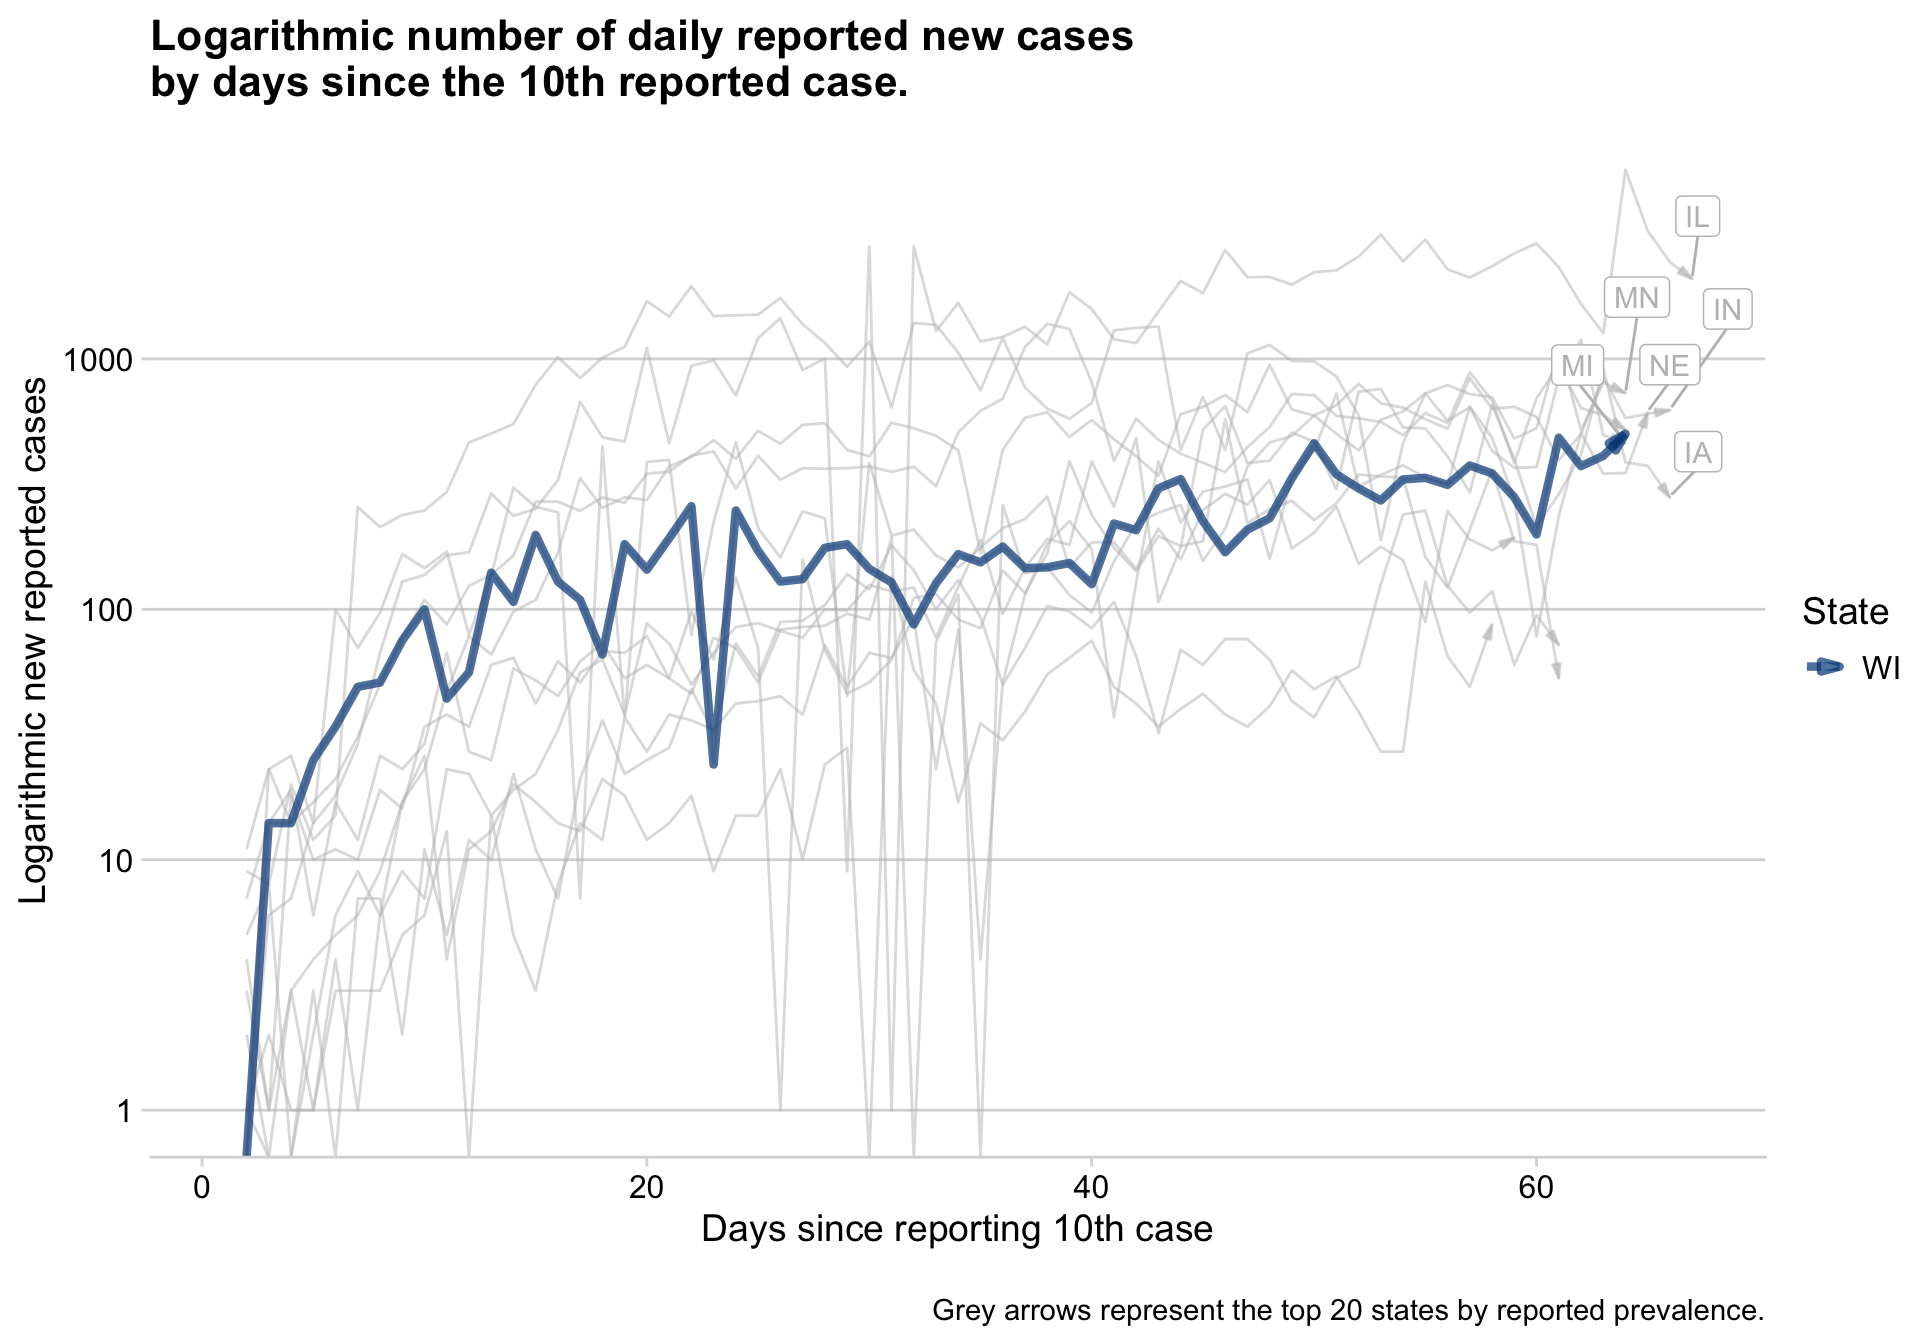 Logarithmic number of daily reported new cases
by days since the 10th reported case.
Logarithmic new reported cases
1000
100
10
1
IL
MN
IN
MI
NE
IA
State
WI
0
20
40
60
Days since reporting 10th case
Grey arrows represent the top 20 states by reported prevalence.